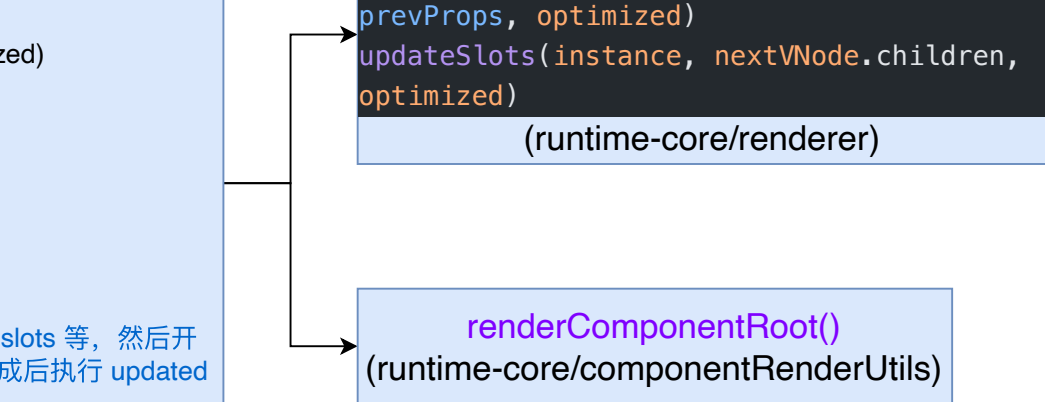 zed)
slots 等，然后开
成后执行 updated
prevProps, optimized)
updateSlots(instance, nextVNode.children,
optimized)
(runtime-core/renderer)
renderComponentRoot()
(runtime-core/componentRenderUtils)